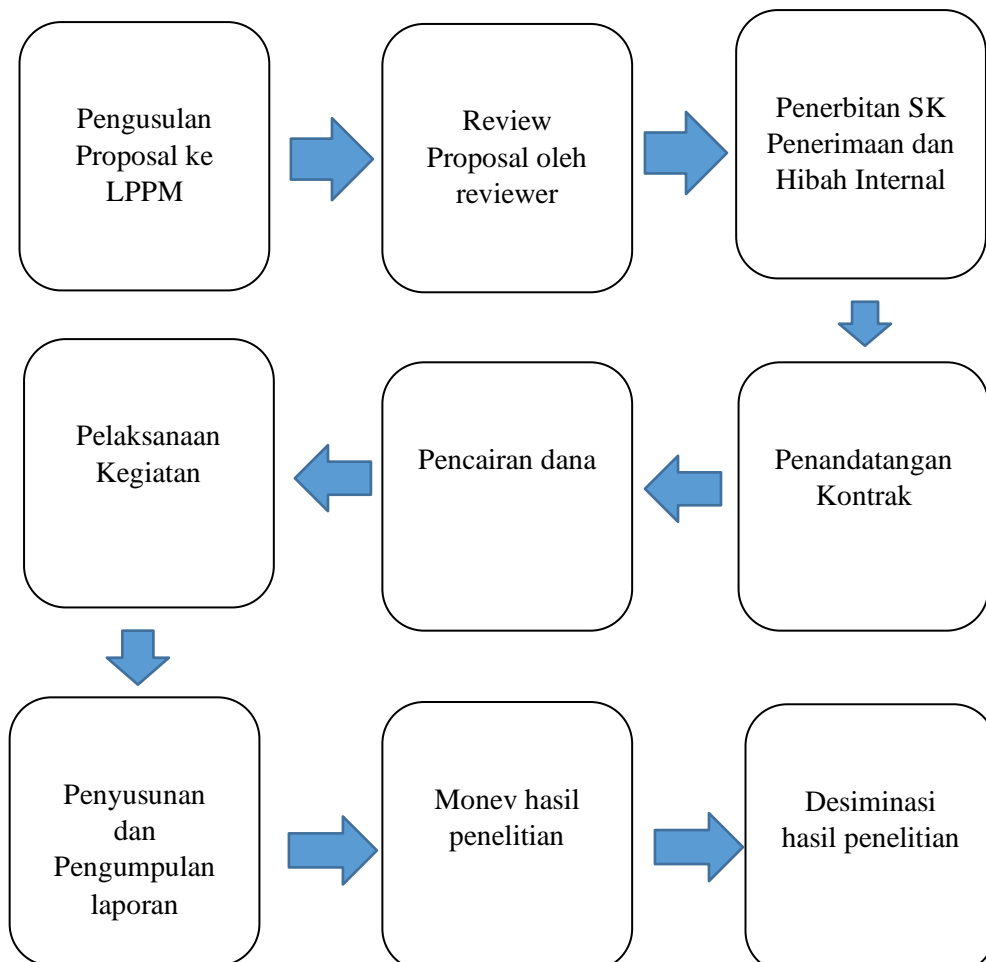 Pengusulan
Proposal ke
LPPM
Review
Proposal oleh
reviewer
Penerbitan SK
Penerimaan dan
Hibah Internal
Penandatangan
Kontrak
Pencairan dana
Pelaksanaan
Kegiatan
Penyusunan
dan
Pengumpulan
laporan
Monev hasil
penelitian
Desiminasi
hasil penelitian